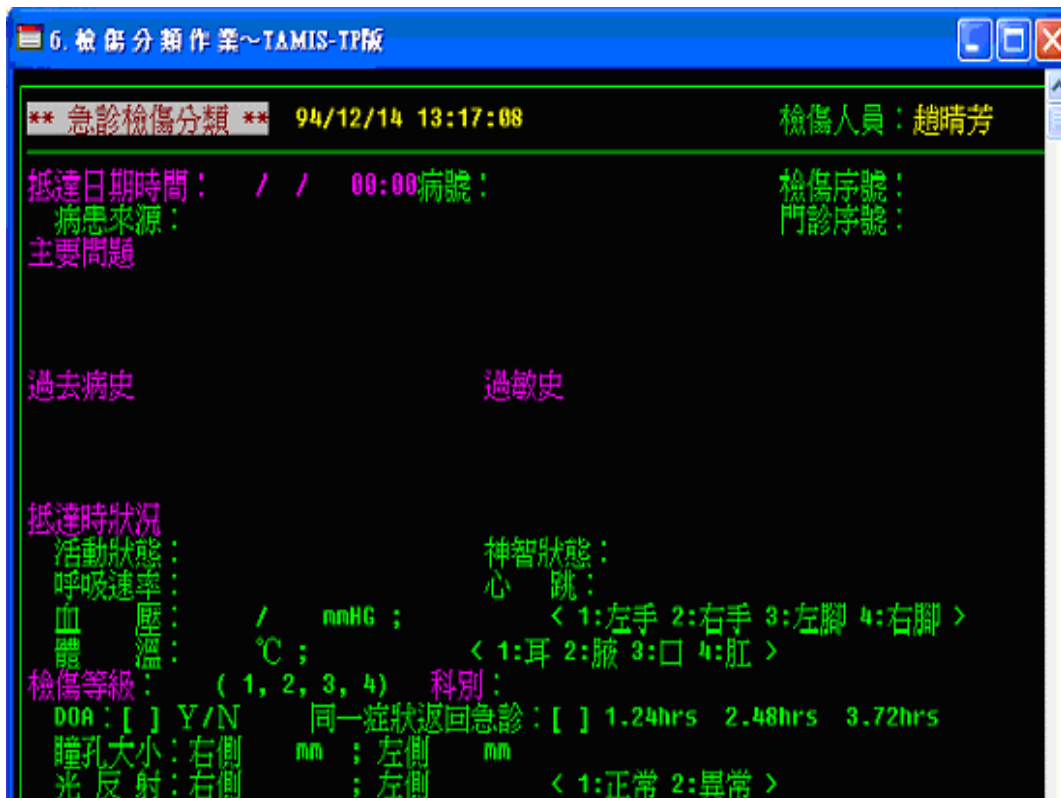 6. 檢傷分類作業～TAMIS-TP版
** 急診檢傷分類 ** 94/12/14 13:17:08 檢傷人員：趙晴芳
抵達日期時間： / / 00:00病號： 檢傷序號：
病患來源： 門診序號：
主要問題
過去病史 過敏史
抵達時狀況
活動狀態： 神智狀態：
呼吸速率： 心 跳：
血 壓： / mmHG ; < 1:左手 2:右手 3:左腳 4:右腳 >
體 溫： ℃ ; < 1:耳 2:腋 3:口 4:肛 >
檢傷等級： ( 1, 2, 3, 4) 科別：
DOA：[ ] Y/N 同一症狀返回急診：[ ] 1.24hrs 2.48hrs 3.72hrs
瞳孔大小：右側 mm ; 左側 mm
光 反 射：右側 ; 左側 < 1:正常 2:異常 >